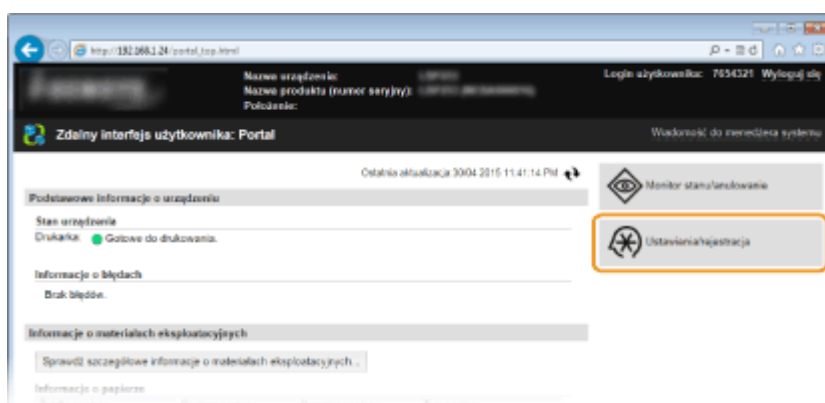 http://192.168.1.24/portal_top.html
Nazwa urządzenia:
Nazwa produktu (numer seryjny):
Położenie:
Login użytkownika: 7654321 Wyloguj się
Zdalny interfejs użytkownika: Portal
Wiadomość do menedżera systemu
Ostatnia aktualizacja 30/04 2015 11:41:14 PM
Monitor stanu/anulowanie
Podstawowe informacje o urządzeniu
Stan urządzenia
Drukarka: Gotowe do drukowania.
Ustawienia/rejestracja
Informacje o błędach
Brak błędów.
Informacje o materiałach eksploatacyjnych
Sprawdź szczegółowe informacje o materiałach eksploatacyjnych...
Informacje o papierze